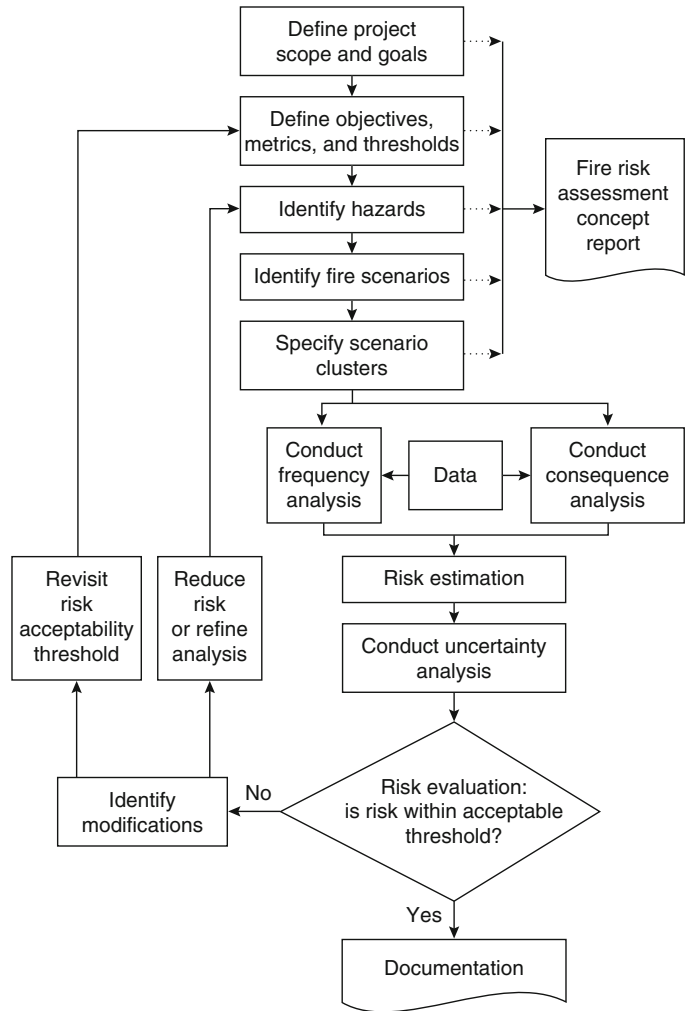 Define project
scope and goals
Define objectives,
metrics, and thresholds
Identify hazards
Identify fire scenarios
Specify scenario
clusters
Fire risk
assessment
concept
report
Conduct
frequency
analysis
Data
Conduct
consequence
analysis
Risk estimation
Conduct uncertainty
analysis
Revisit
risk
acceptability
threshold
Reduce
risk
or refine
analysis
Risk evaluation:
is risk within acceptable
threshold?
No
Identify
modifications
Yes
Documentation